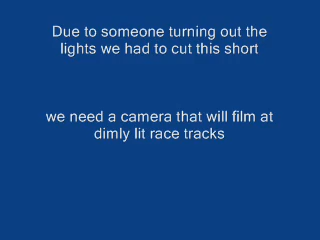 Due to someone turning out the
lights we had to cut this short
we need a camera that will film at
dimly lit race tracks